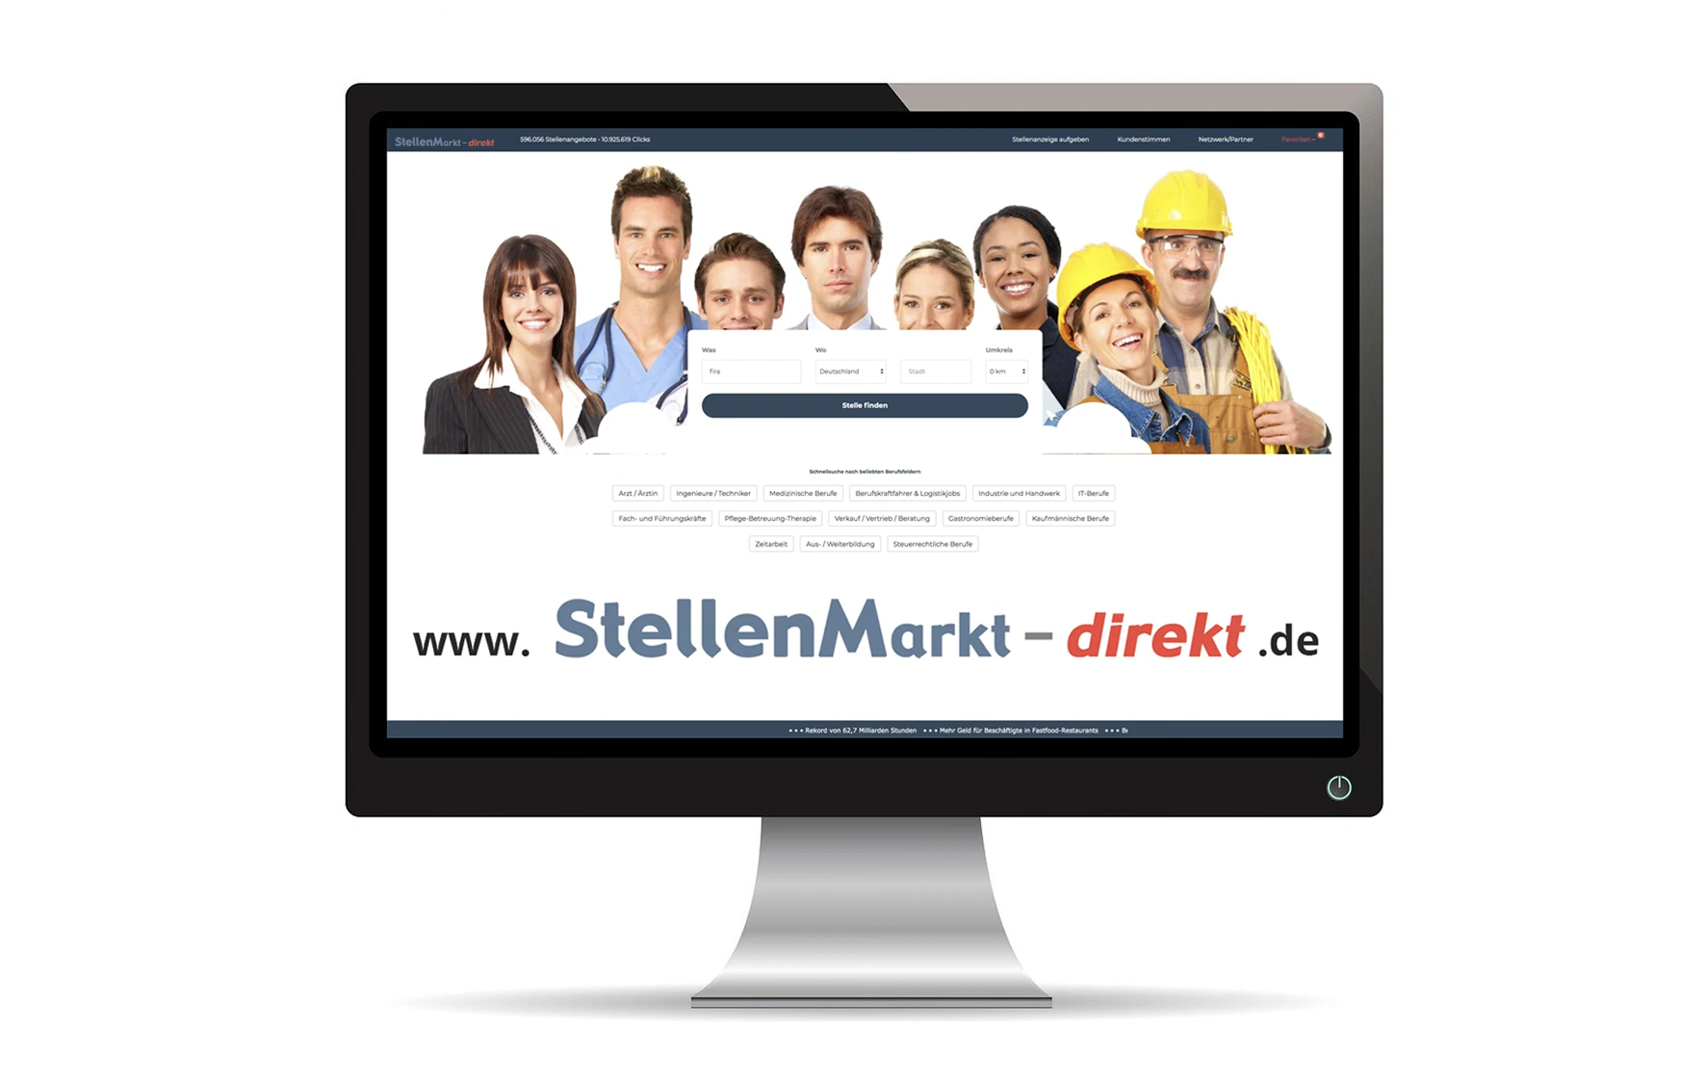 StellenMarkt - direkt 596.056 Stellenangebote • 10.925.619 Clicks Stellenanzeige aufgeben Kundenstimmen Netzwerk/Partner Favoriten
Was Wo Umkreis
fira Deutschland Stadt 0 km
Stelle finden
Schnellsuche nach beliebten Berufsfeldern
Arzt / Ärztin Ingenieure / Techniker Medizinische Berufe Berufskraftfahrer & Logistikjobs Industrie und Handwerk IT-Berufe
Fach- und Führungskräfte Pflege-Betreuung-Therapie Verkauf / Vertrieb / Beratung Gastronomieberufe Kaufmännische Berufe
Zeitarbeit Aus- / Weiterbildung Steuerrechtliche Berufe
www. StellenMarkt - direkt .de
• • • Rekord von 62,7 Milliarden Stunden • • • Mehr Geld für Beschäftigte in Fastfood-Restaurants • • •